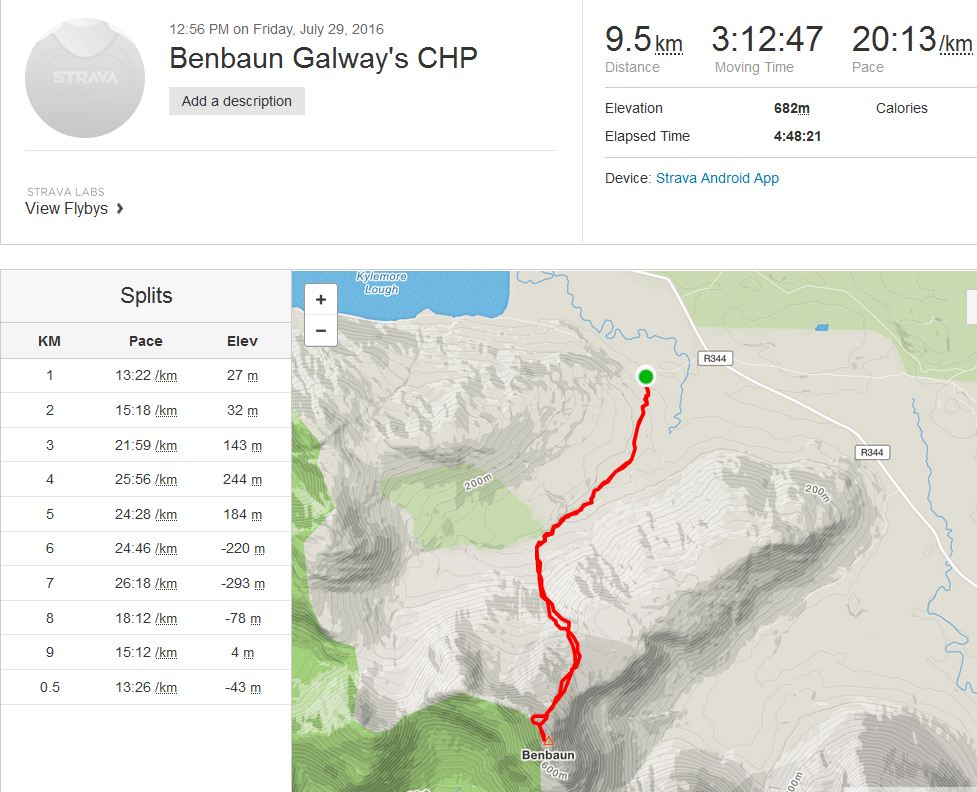 STRAVA
12:56 PM on Friday, July 29, 2016
Benbaun Galway's CHP
Add a description
STRAVA LABS
View Flybys
9.5 km 3:12:47 20:13 /km
Distance Moving Time Pace
Elevation 682m Calories
Elapsed Time 4:48:21
Device: Strava Android App
Splits
KM Pace Elev
1 13:22 /km 27 m
2 15:18 /km 32 m
3 21:59 /km 143 m
4 25:56 /km 244 m
5 24:28 /km 184 m
6 24:46 /km -220 m
7 26:18 /km -293 m
8 18:12 /km -78 m
9 15:12 /km 4 m
0.5 13:26 /km -43 m
Kylemore
Lough
+
−
R344
R344
200m
200m
Benbaun
600m
00m